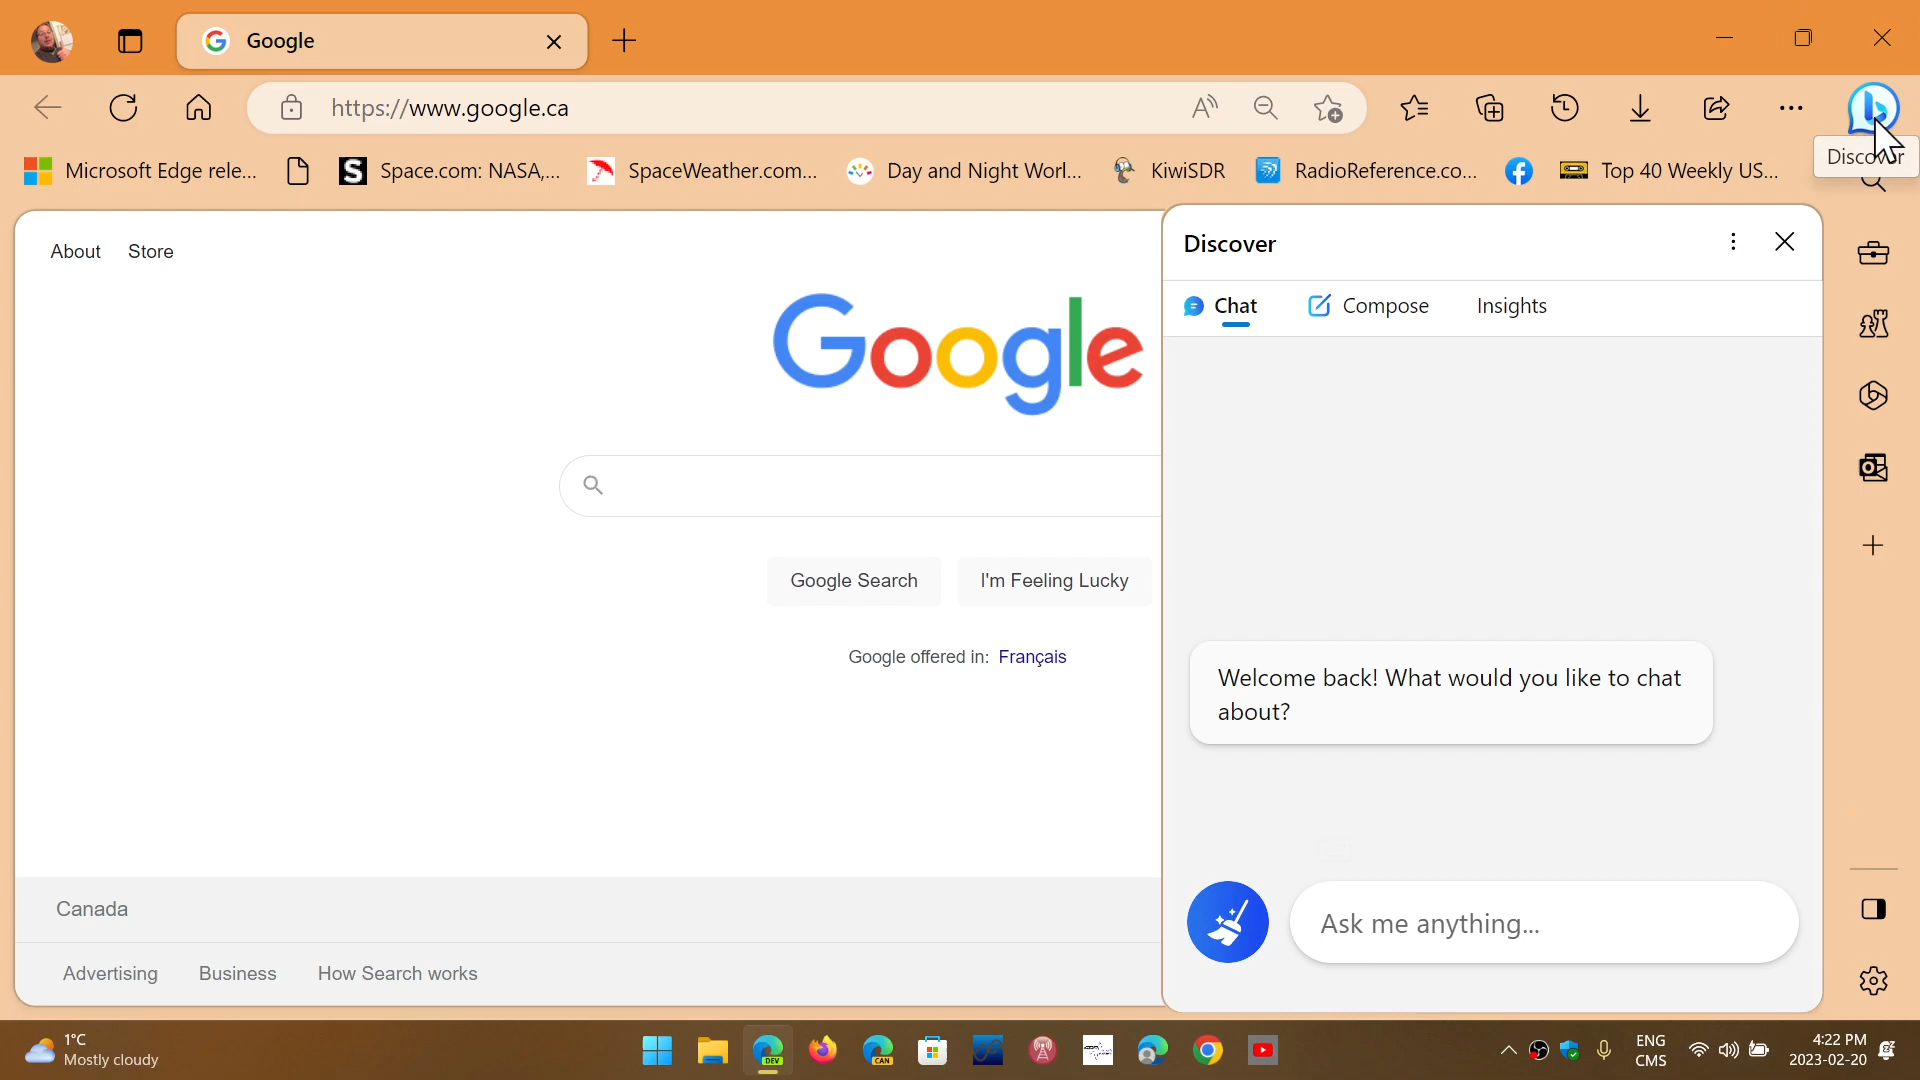 Google
https://www.google.ca
Discover
Microsoft Edge rele...
Space.com: NASA,...
SpaceWeather.com...
Day and Night Worl...
KiwiSDR
RadioReference.co...
Top 40 Weekly US...
About Store
Discover
Chat Compose Insights
Google
Google Search I'm Feeling Lucky
Google offered in: Français
Welcome back! What would you like to chat
about?
Ask me anything...
Canada
Advertising Business How Search works
1°C
Mostly cloudy
DEV
CAN
ENG
CMS
4:22 PM
2023-02-20